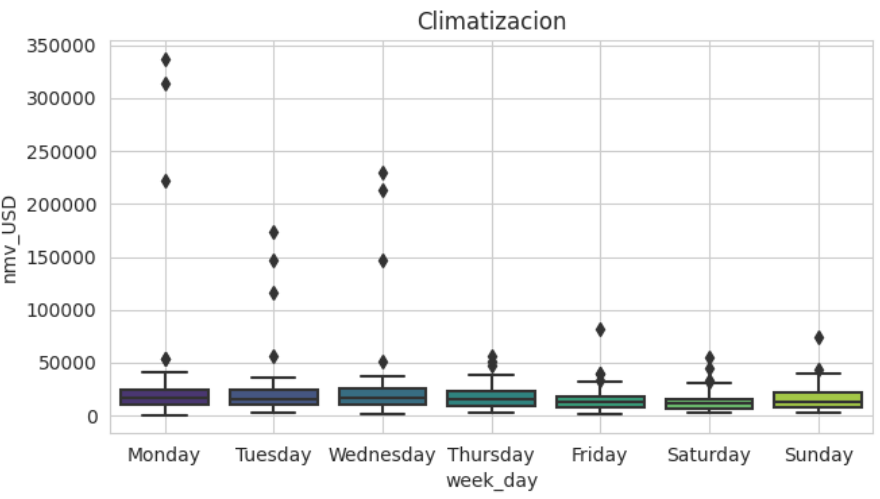 Climatizacion
350000
300000
250000
200000
150000
100000
50000
0
nmv_USD
Monday Tuesday Wednesday Thursday Friday Saturday Sunday
week_day